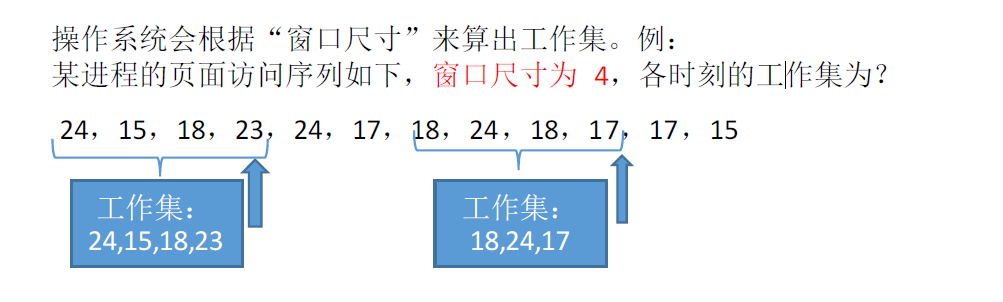 操作系统会根据“窗口尺寸”来算出工作集。例：
某进程的页面访问序列如下，窗口尺寸为 4，各时刻的工作集为？
24，15，18，23，24，17，18，24，18，17，17，15
工作集：
24,15,18,23
工作集：
18,24,17